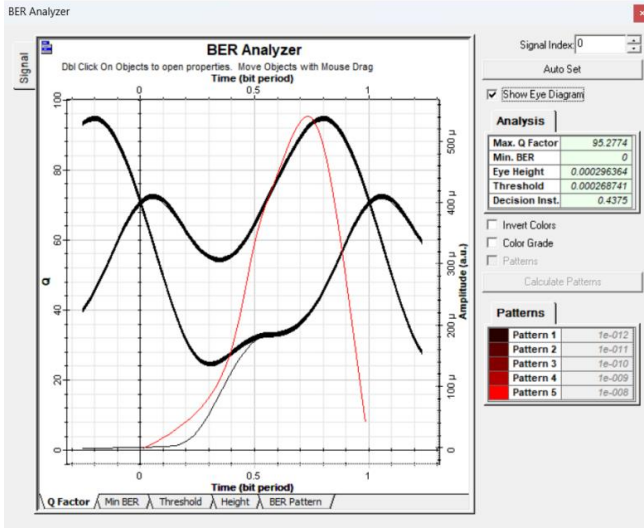 BER Analyzer
Signal
BER Analyzer
Dbl Click On Objects to open properties. Move Objects with Mouse Drag
Time (bit period)
0 0.5 1
100
80
60
40
20
0
Q
500 µ
400 µ
300 µ
200 µ
100 µ
0
Amplitude (a.u.)
0 0.5 1
Time (bit period)
Q Factor Min BER Threshold Height BER Pattern
Signal Index: 0
Auto Set
Show Eye Diagram
Analysis
Max. Q Factor 95.2774
Min. BER 0
Eye Height 0.000296364
Threshold 0.000268741
Decision Inst. 0.4375
Invert Colors
Color Grade
Patterns
Calculate Patterns
Patterns
Pattern 1 1e-012
Pattern 2 1e-011
Pattern 3 1e-010
Pattern 4 1e-009
Pattern 5 1e-008